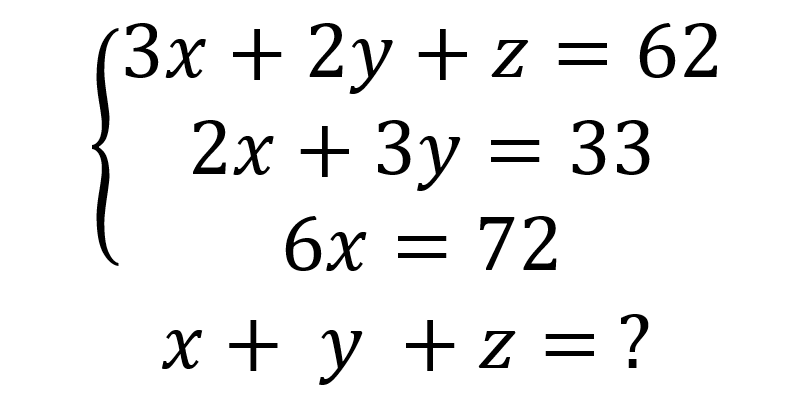 3x + 2y + z = 62
2x + 3y = 33
6x = 72
x + y + z = ?